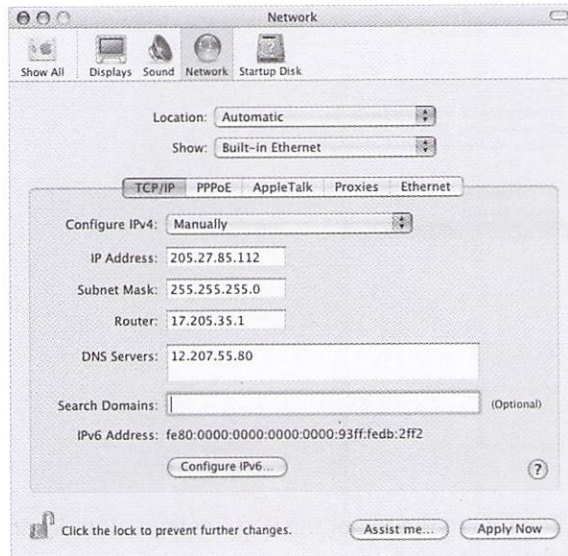 Network
Show All Displays Sound Network Startup Disk
Location: Automatic
Show: Built-in Ethernet
TCP/IP PPPoE AppleTalk Proxies Ethernet
Configure IPv4: Manually
IP Address: 205.27.85.112
Subnet Mask: 255.255.255.0
Router: 17.205.35.1
DNS Servers: 12.207.55.80
Search Domains: (Optional)
IPv6 Address: fe80:0000:0000:0000:0000:93ff:fedb:2ff2
Configure IPv6...
?
Click the lock to prevent further changes. Assist me... Apply Now